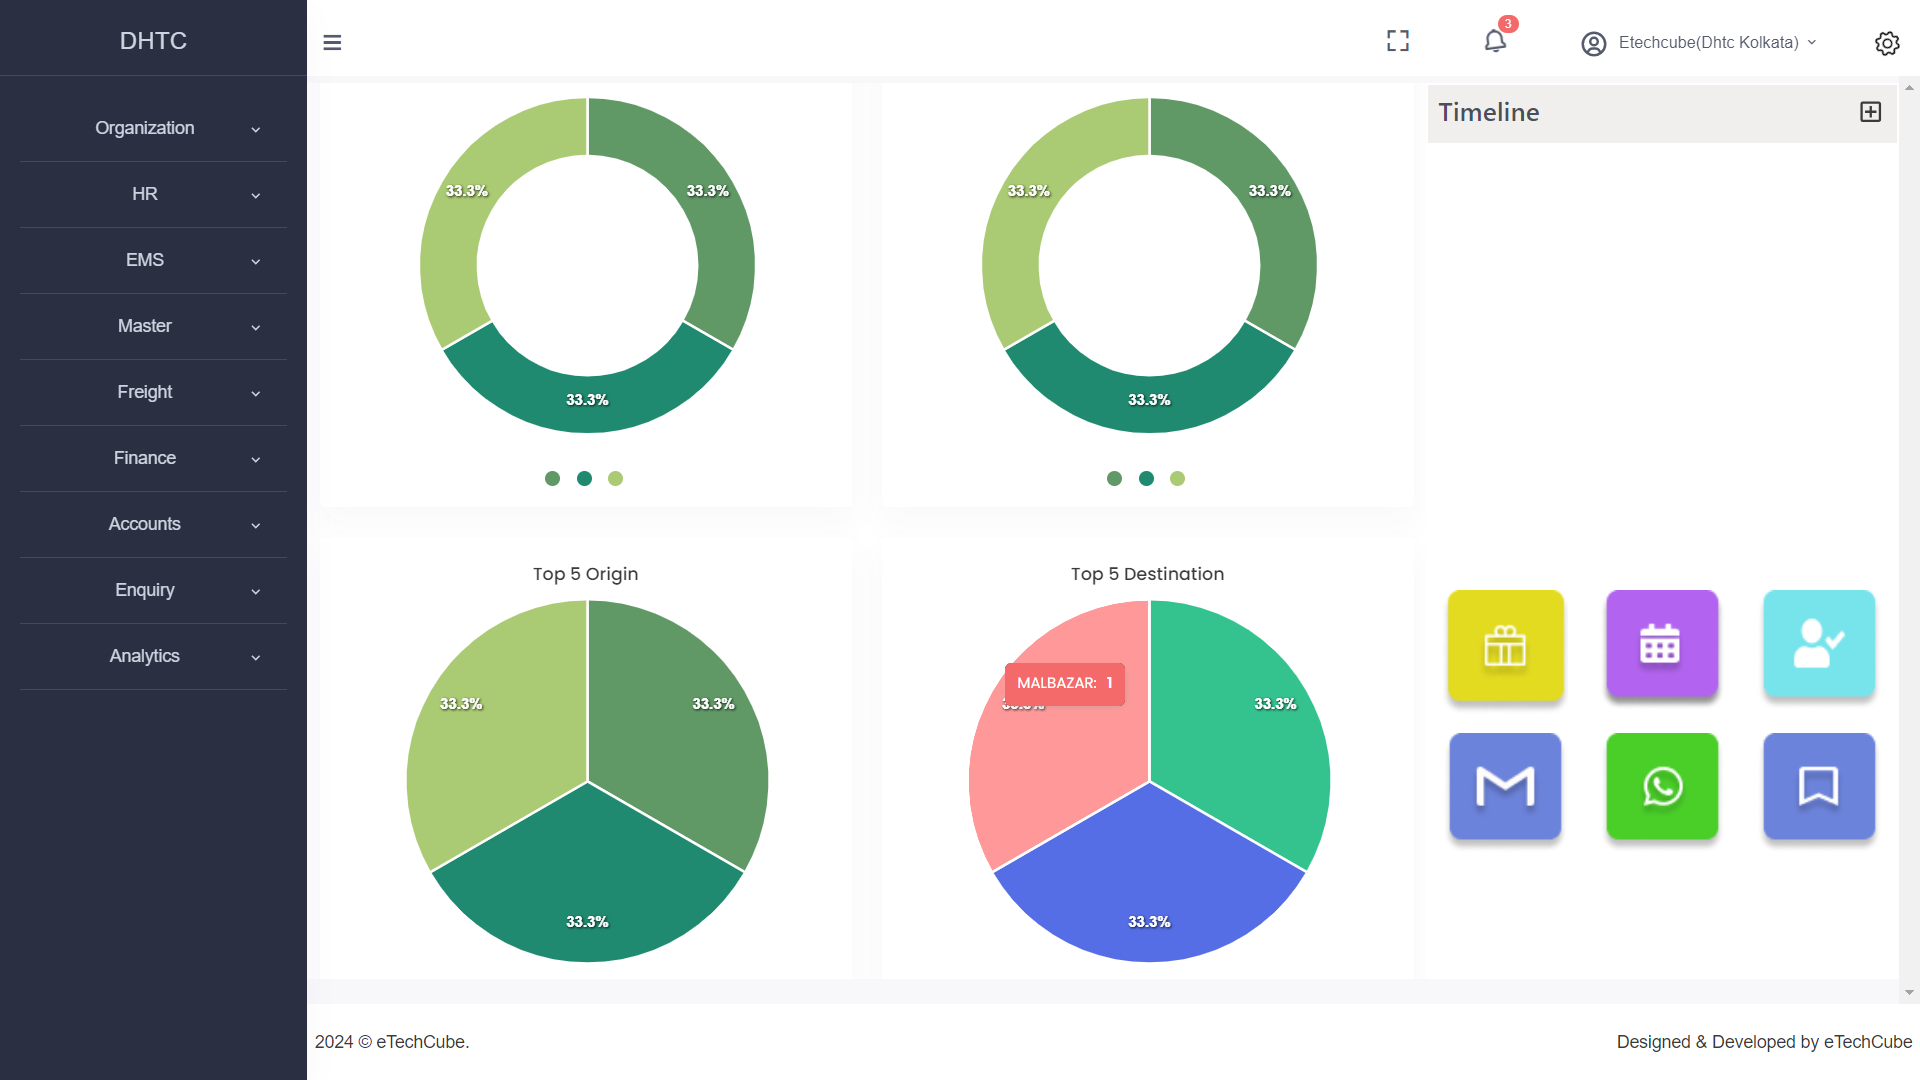 DHTC
3
Etechcube(Dhtc Kolkata)
Organization
HR
EMS
Master
Freight
Finance
Accounts
Enquiry
Analytics
33.3%
33.3%
33.3%
33.3%
33.3%
33.3%
Timeline
Top 5 Origin
33.3%
33.3%
33.3%
Top 5 Destination
MALBAZAR: 1
33.3%
33.3%
33.3%
2024 © eTechCube.
Designed & Developed by eTechCube